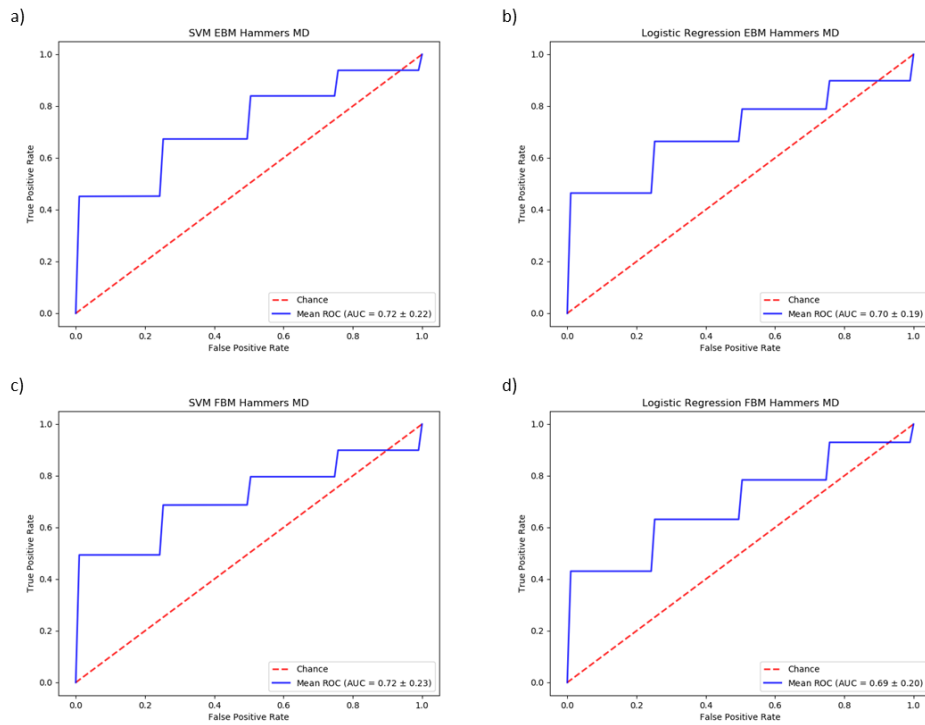 a)
SVM EBM Hammers MD
True Positive Rate
1.0
0.8
0.6
0.4
0.2
0.0
0.0 0.2 0.4 0.6 0.8 1.0
False Positive Rate
Chance
Mean ROC (AUC = 0.72 ± 0.22)
b)
Logistic Regression EBM Hammers MD
True Positive Rate
1.0
0.8
0.6
0.4
0.2
0.0
0.0 0.2 0.4 0.6 0.8 1.0
False Positive Rate
Chance
Mean ROC (AUC = 0.70 ± 0.19)
c)
SVM FBM Hammers MD
True Positive Rate
1.0
0.8
0.6
0.4
0.2
0.0
0.0 0.2 0.4 0.6 0.8 1.0
False Positive Rate
Chance
Mean ROC (AUC = 0.72 ± 0.23)
d)
Logistic Regression FBM Hammers MD
True Positive Rate
1.0
0.8
0.6
0.4
0.2
0.0
0.0 0.2 0.4 0.6 0.8 1.0
False Positive Rate
Chance
Mean ROC (AUC = 0.69 ± 0.20)